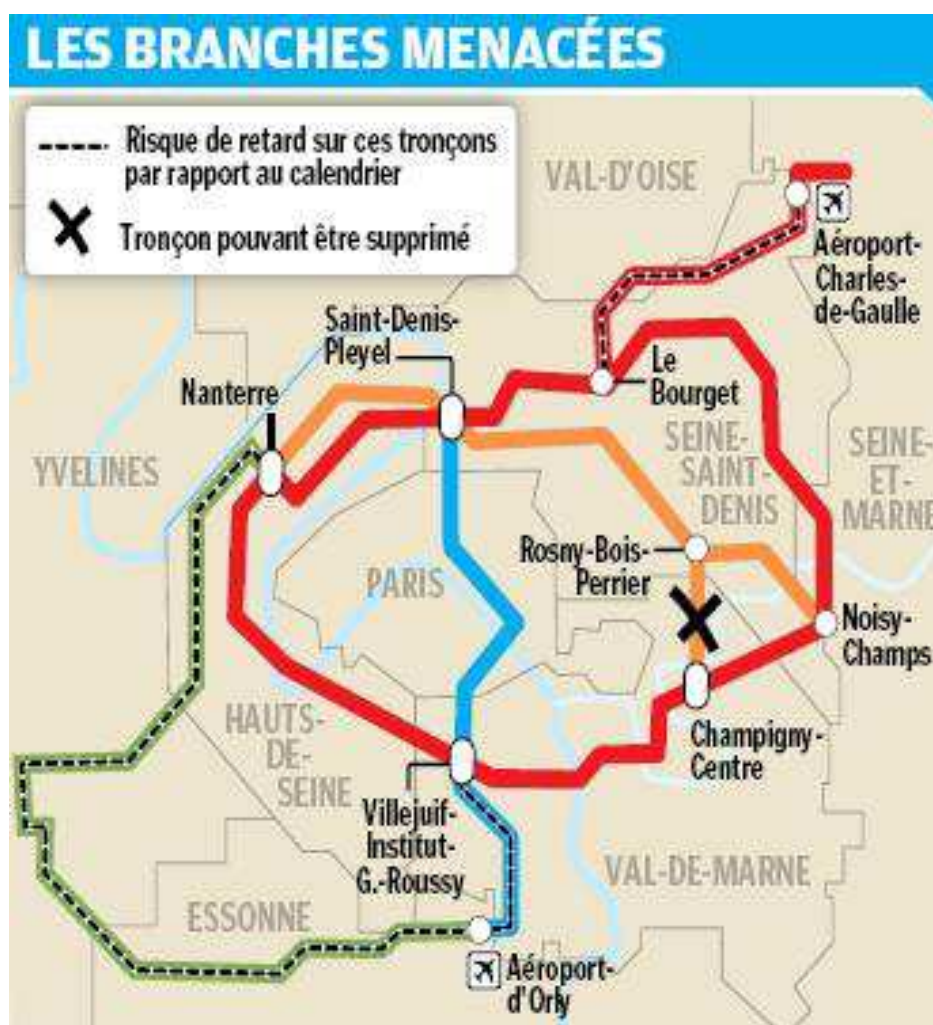 LES BRANCHES MENACÉES
Risque de retard sur ces tronçons
par rapport au calendrier
Tronçon pouvant être supprimé
VAL-D'OISE
Aéroport-
Charles-
de-Gaulle
Saint-Denis-
Pleyel
Nanterre
Le
Bourget
YVELINES
SEINE-
SAINT-
DENIS
SEINE-
ET-
MARNE
Rosny-Bois-
Perrier
PARIS
Noisy-
Champs
HAUTS-
DE-
SEINE
Champigny-
Centre
Villejuif-
Institut-
G.-Roussy
VAL-DE-MARNE
ESSONNE
Aéroport-
d'Orly